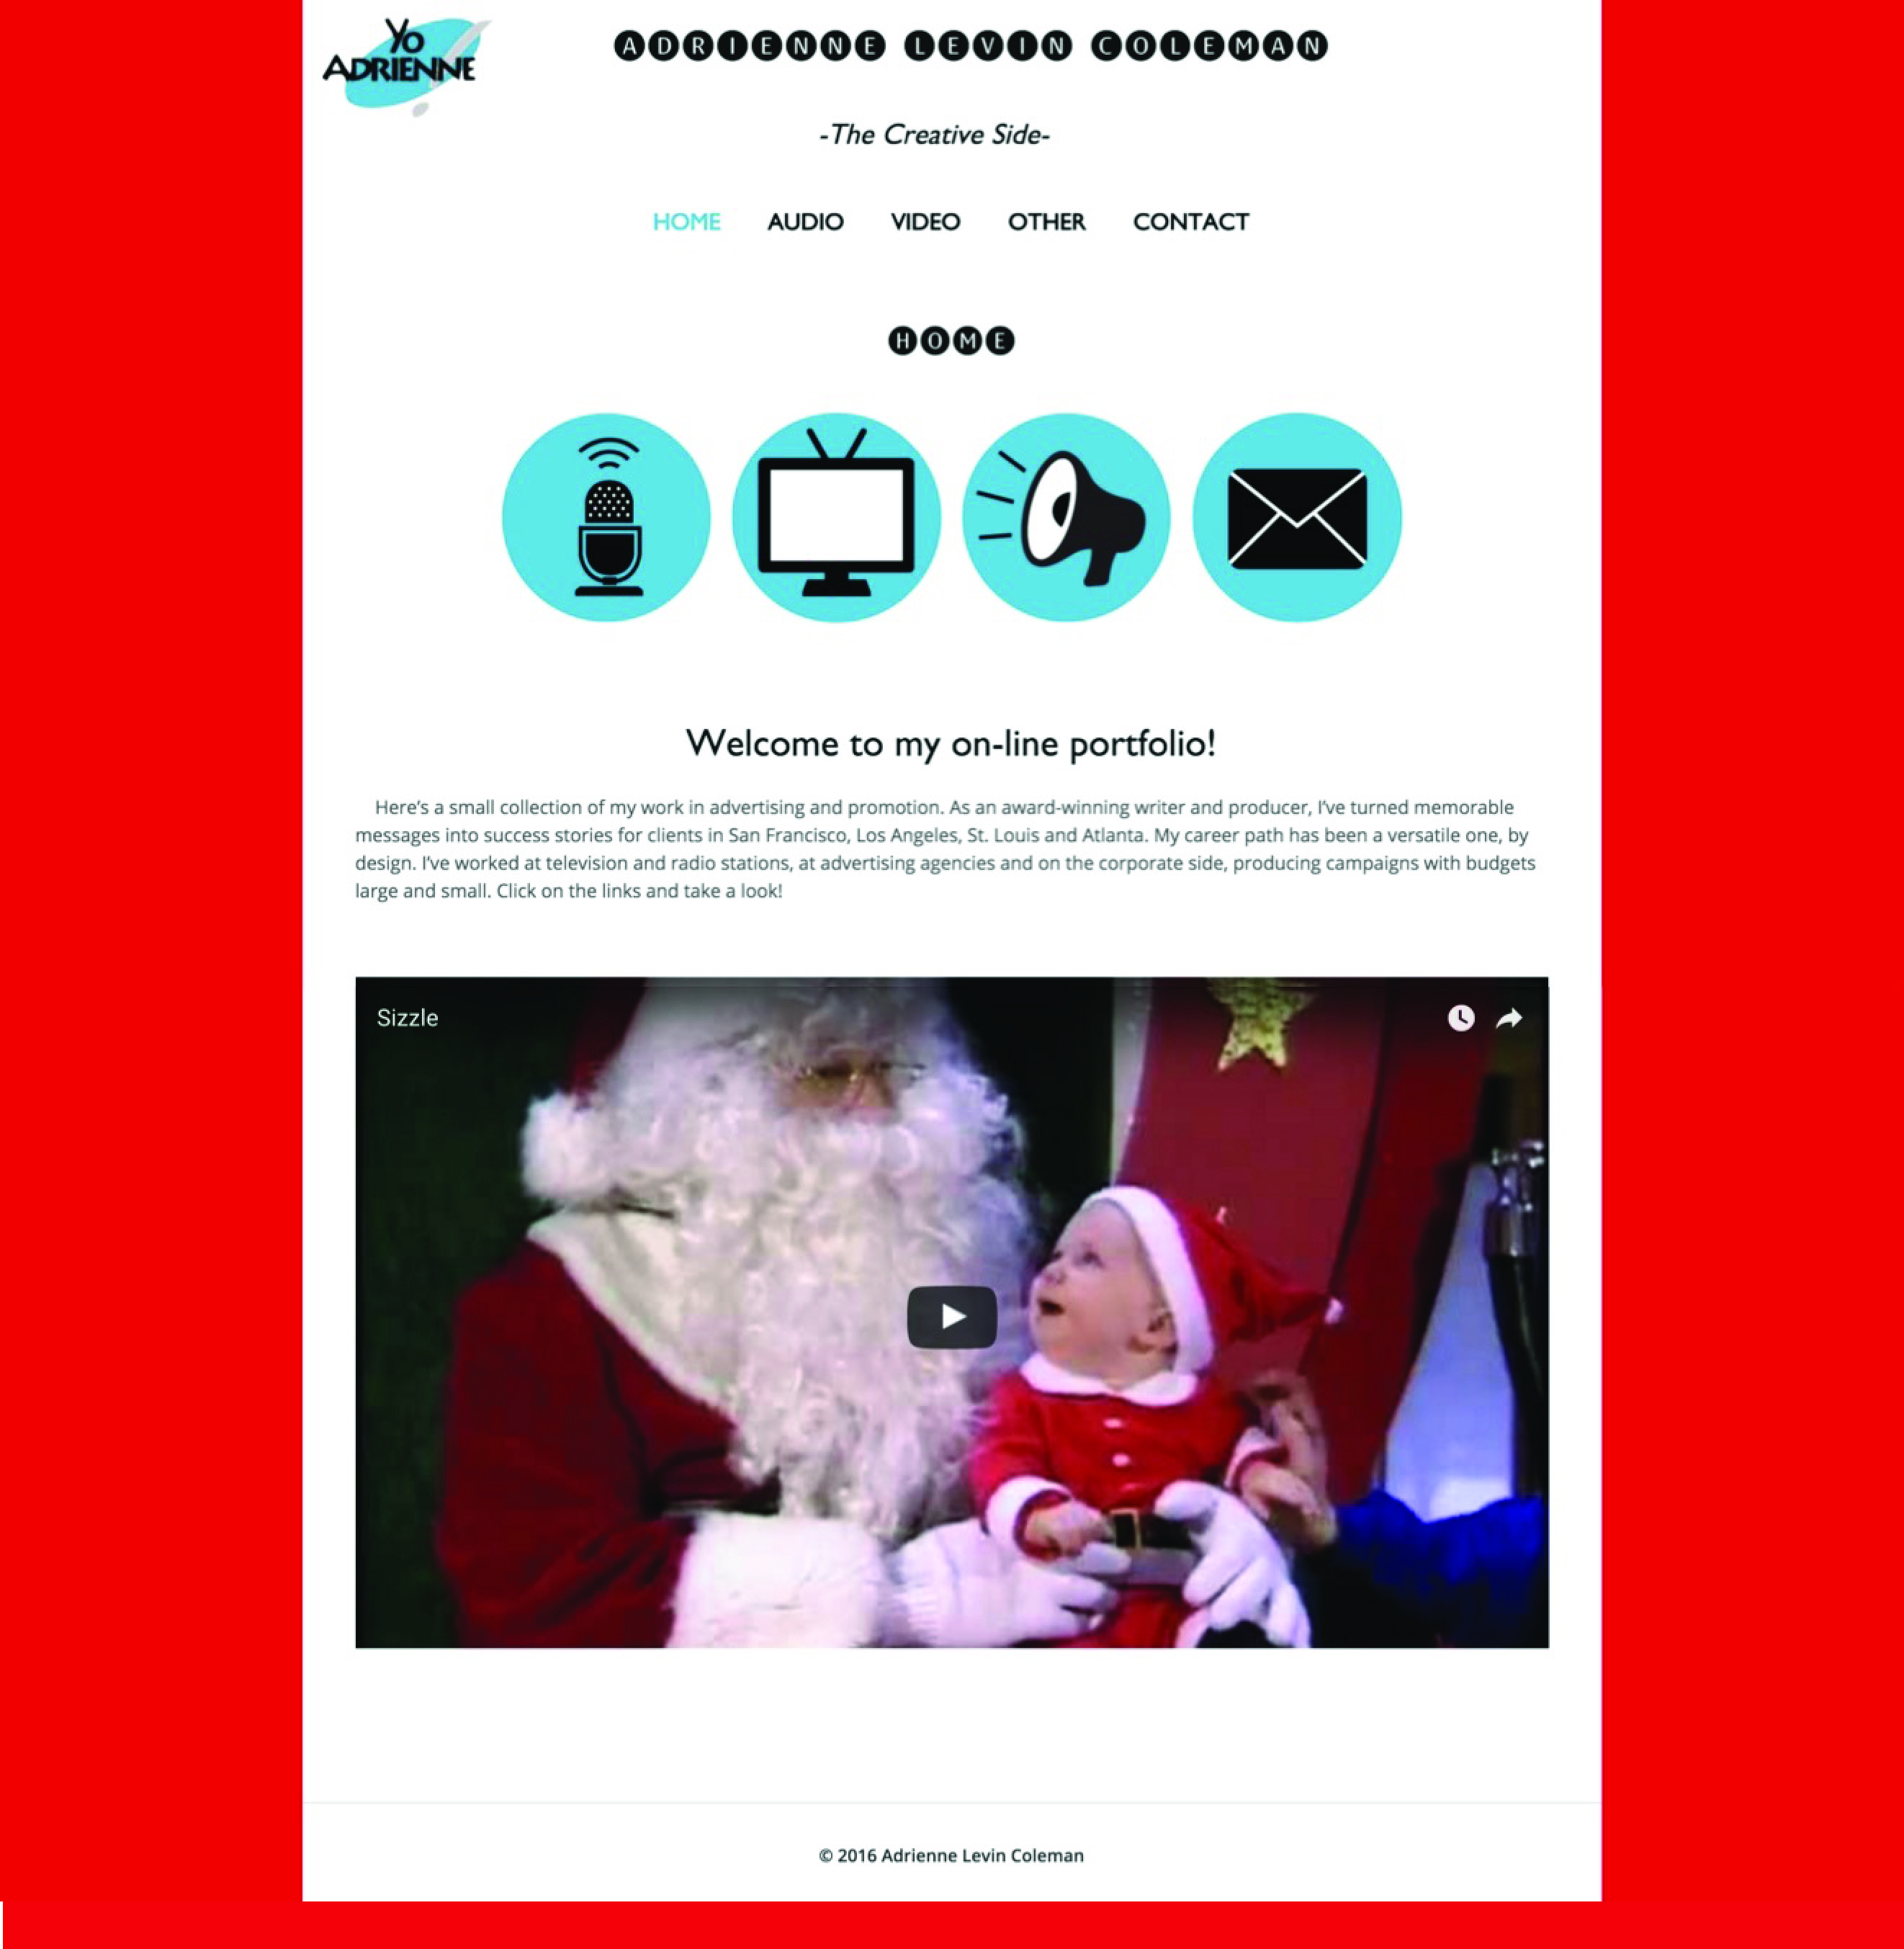 Yo
ADRIENNE
ADRIENNE LEVIN COLEMAN
-The Creative Side-
HOME AUDIO VIDEO OTHER CONTACT
HOME
Welcome to my on-line portfolio!
Here's a small collection of my work in advertising and promotion. As an award-winning writer and producer, I've turned memorable
messages into success stories for clients in San Francisco, Los Angeles, St. Louis and Atlanta. My career path has been a versatile one, by
design. I've worked at television and radio stations, at advertising agencies and on the corporate side, producing campaigns with budgets
large and small. Click on the links and take a look!
Sizzle
© 2016 Adrienne Levin Coleman